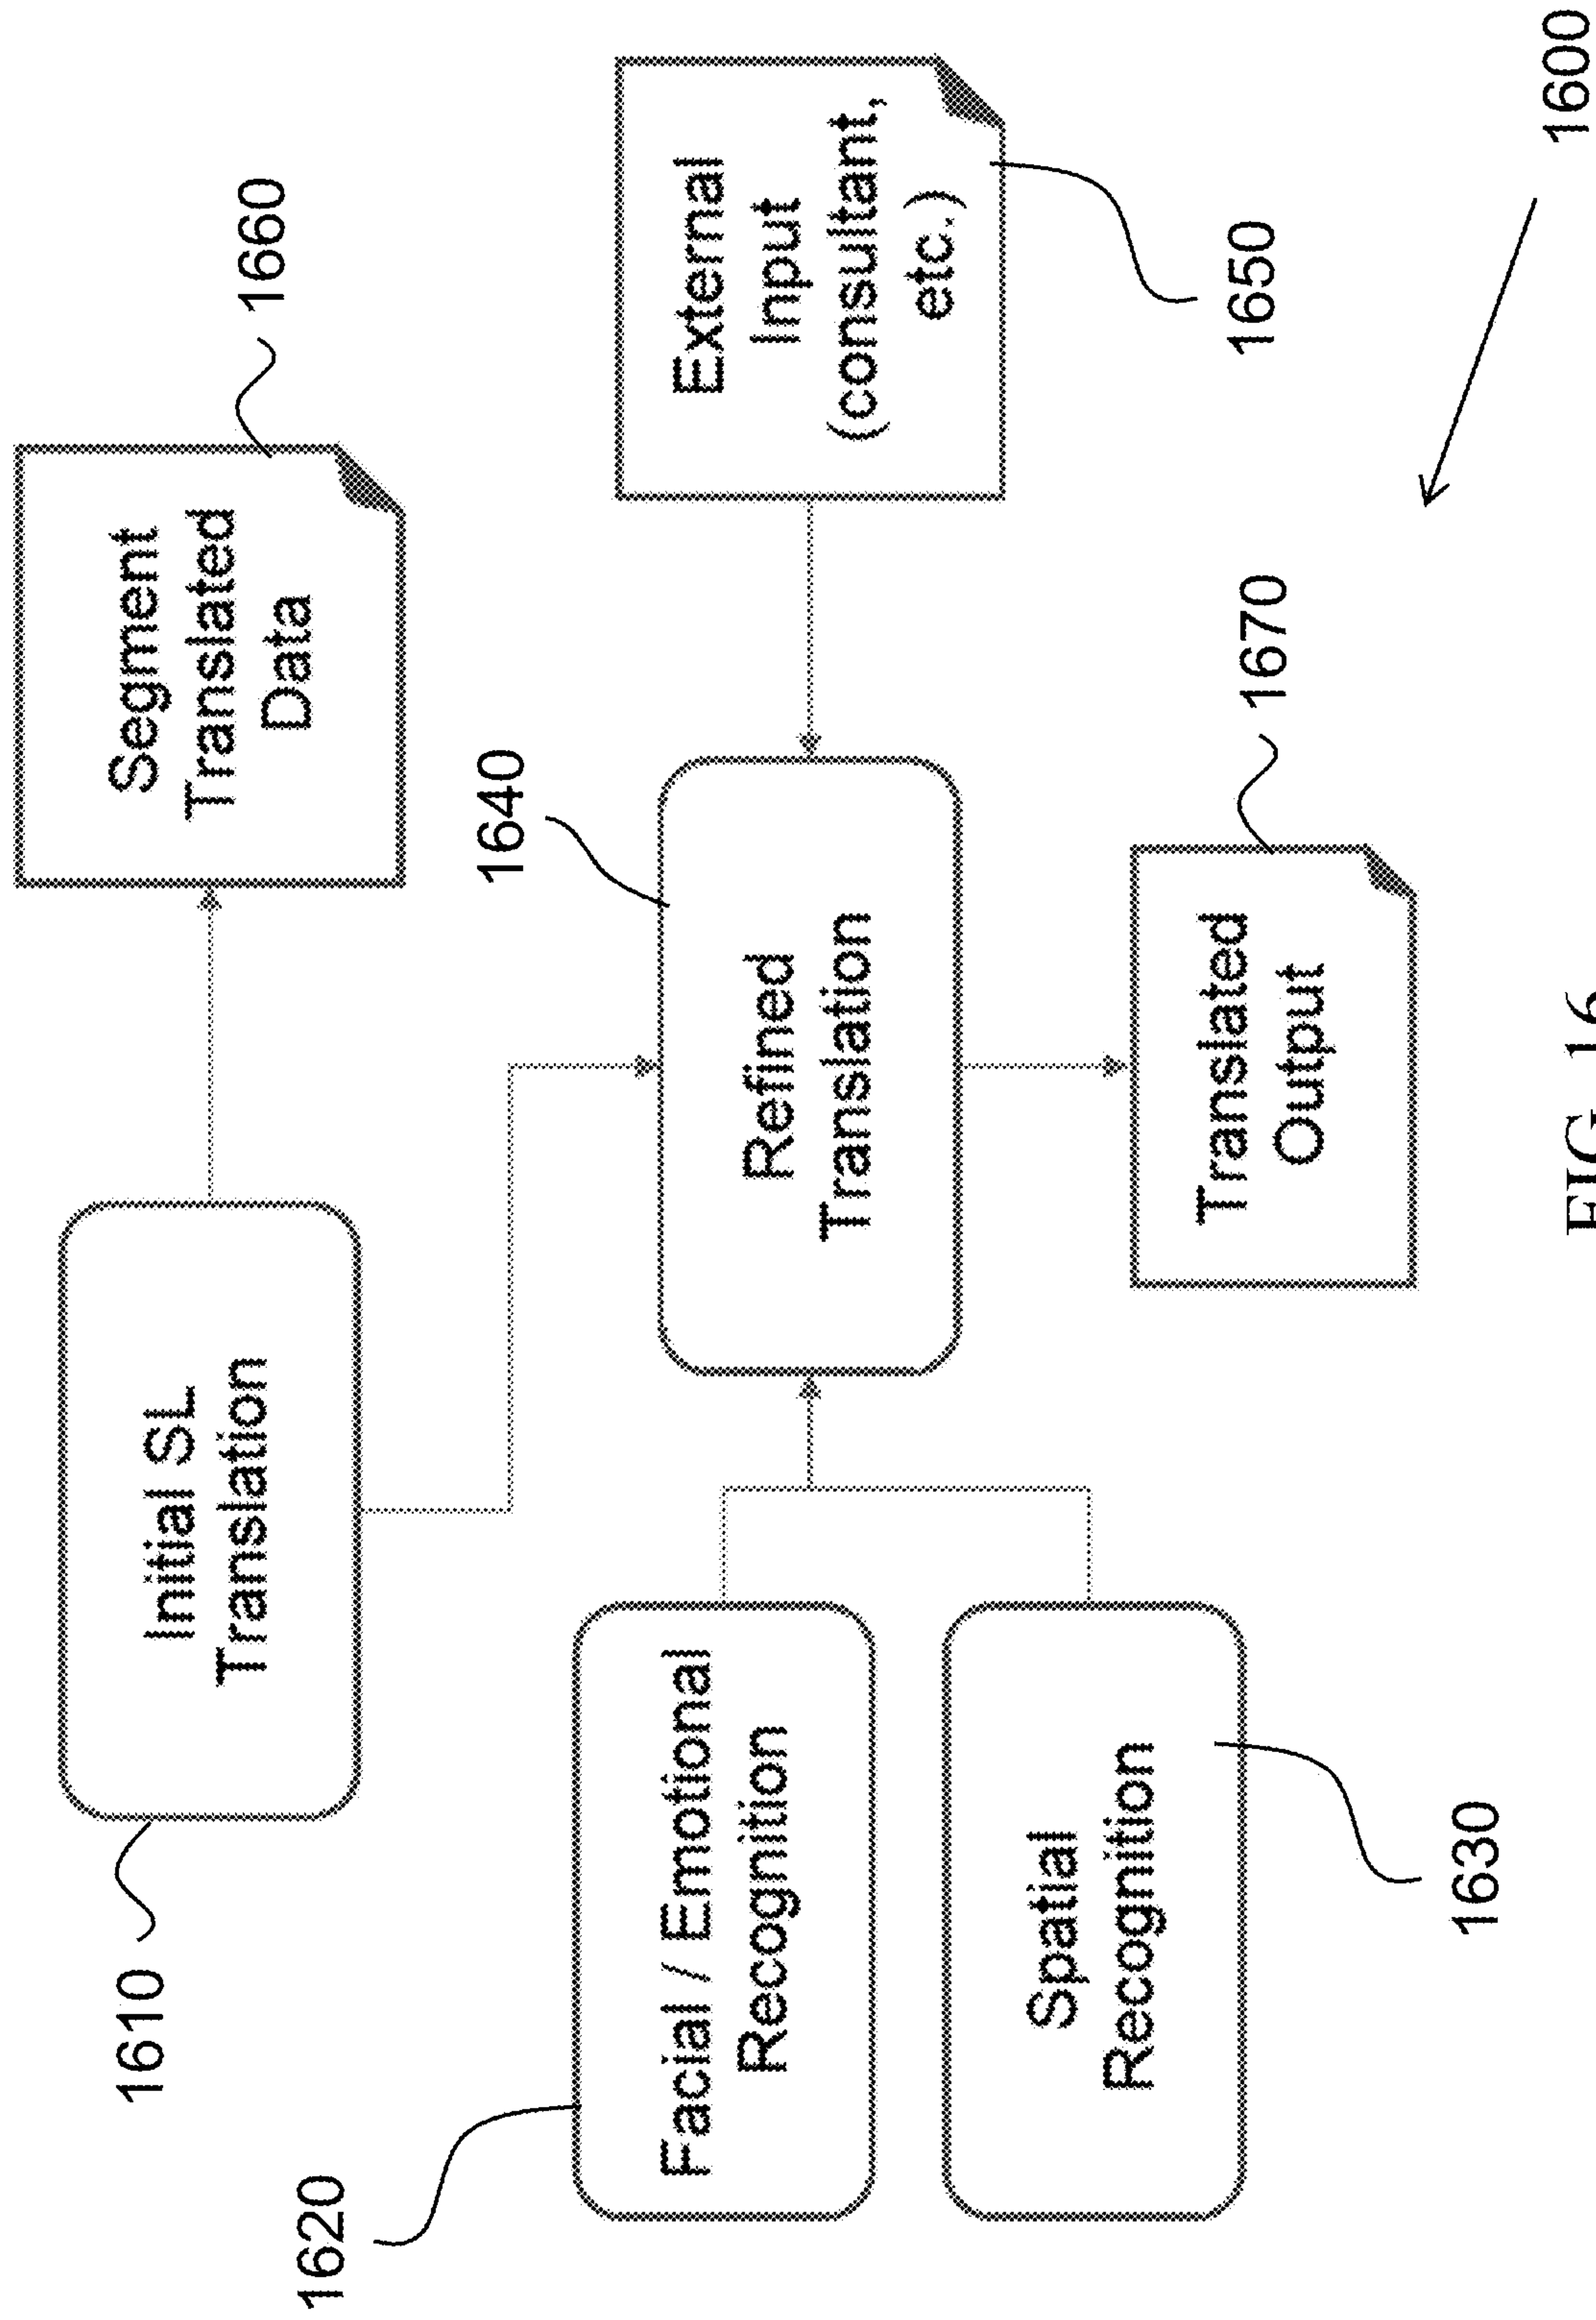 1610
Initial SL
Translation
Segment
Translated
Data
1660
1620
Facial / Emotional
Recognition
1640
Refined
Translation
External
Input
(consultant,
etc.)
1650
Spatial
Recognition
1630
Translated
Output
1670
1600
FIG. 16